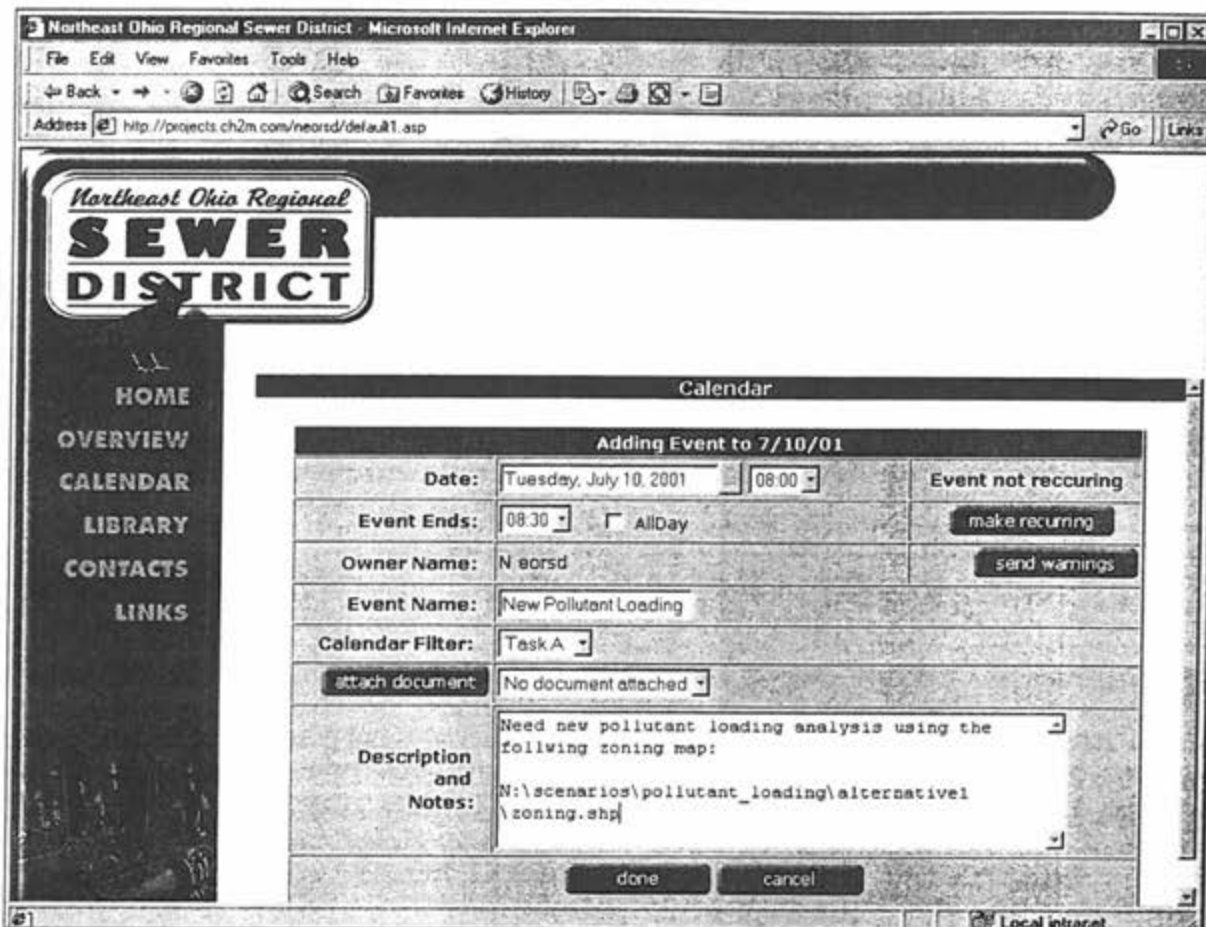 Northeast Ohio Regional Sewer District - Microsoft Internet Explorer
File Edit View Favorites Tools Help
Back Search Favorites History
Address http://projects.ch2m.com/neorsd/default1.asp Go Links
Northeast Ohio Regional
SEWER
DISTRICT
HOME
OVERVIEW
CALENDAR
LIBRARY
CONTACTS
LINKS
Calendar
Adding Event to 7/10/01
Date: Tuesday, July 10, 2001 08:00 Event not reccuring
Event Ends: 08:30 AllDay make recurring
Owner Name: N eorsd send warnings
Event Name: New Pollutant Loading
Calendar Filter: Task A
attach document No document attached
Description
and
Notes:
Need new pollutant loading analysis using the
follwing zoning map:
N:\scenarios\pollutant_loading\alternative1
\zoning.shp
done cancel
Local intranet